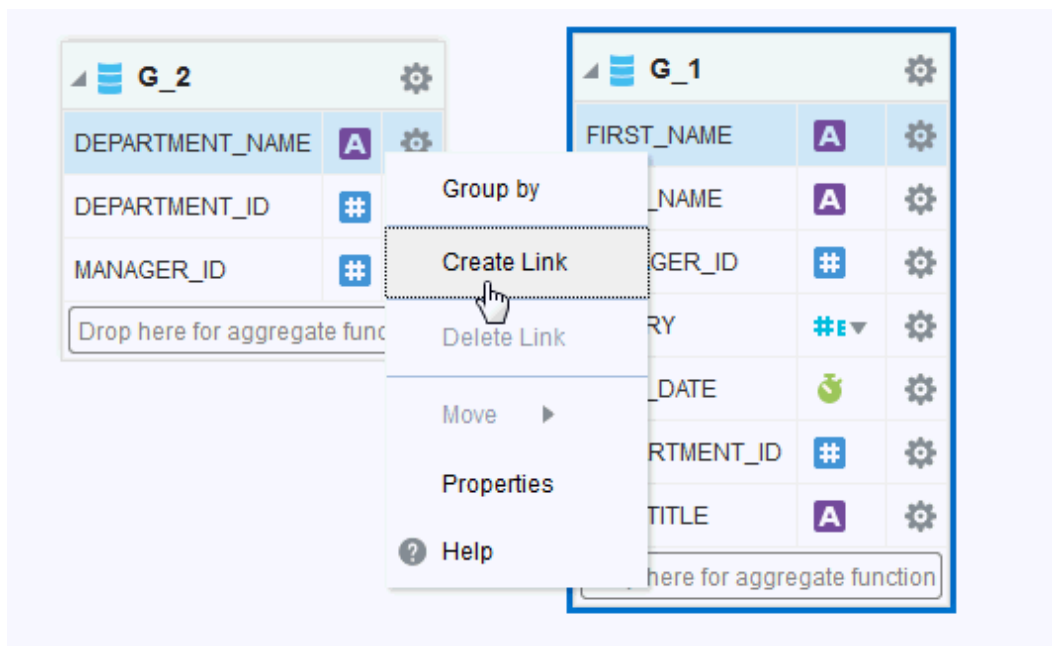 G_2
DEPARTMENT_NAME A
DEPARTMENT_ID #
MANAGER_ID #
Drop here for aggregate func
Group by
Create Link
Delete Link
Move
Properties
? Help
G_1
FIRST_NAME A
_NAME A
GER_ID #
RY #E
_DATE
RTMENT_ID #
TITLE A
here for aggregate function